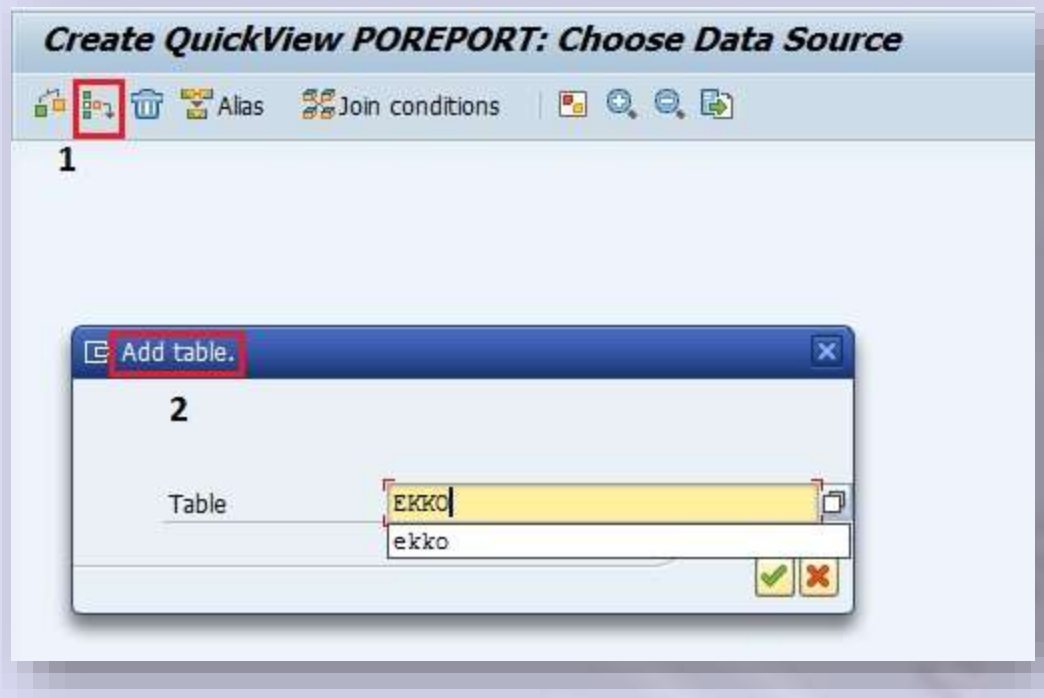 Create QuickView POREPORT: Choose Data Source
Alias Join conditions
1
Add table.
2
Table EKKO
ekko